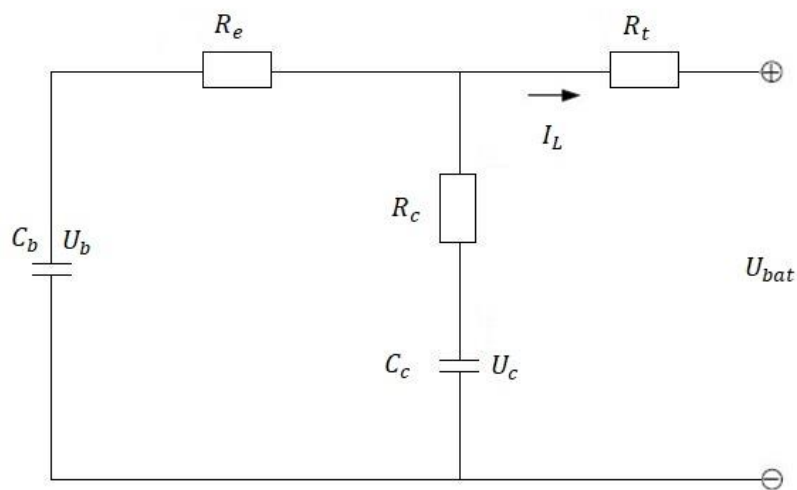 R_e
R_t
I_L
R_c
C_b U_b
U_bat
C_c U_c